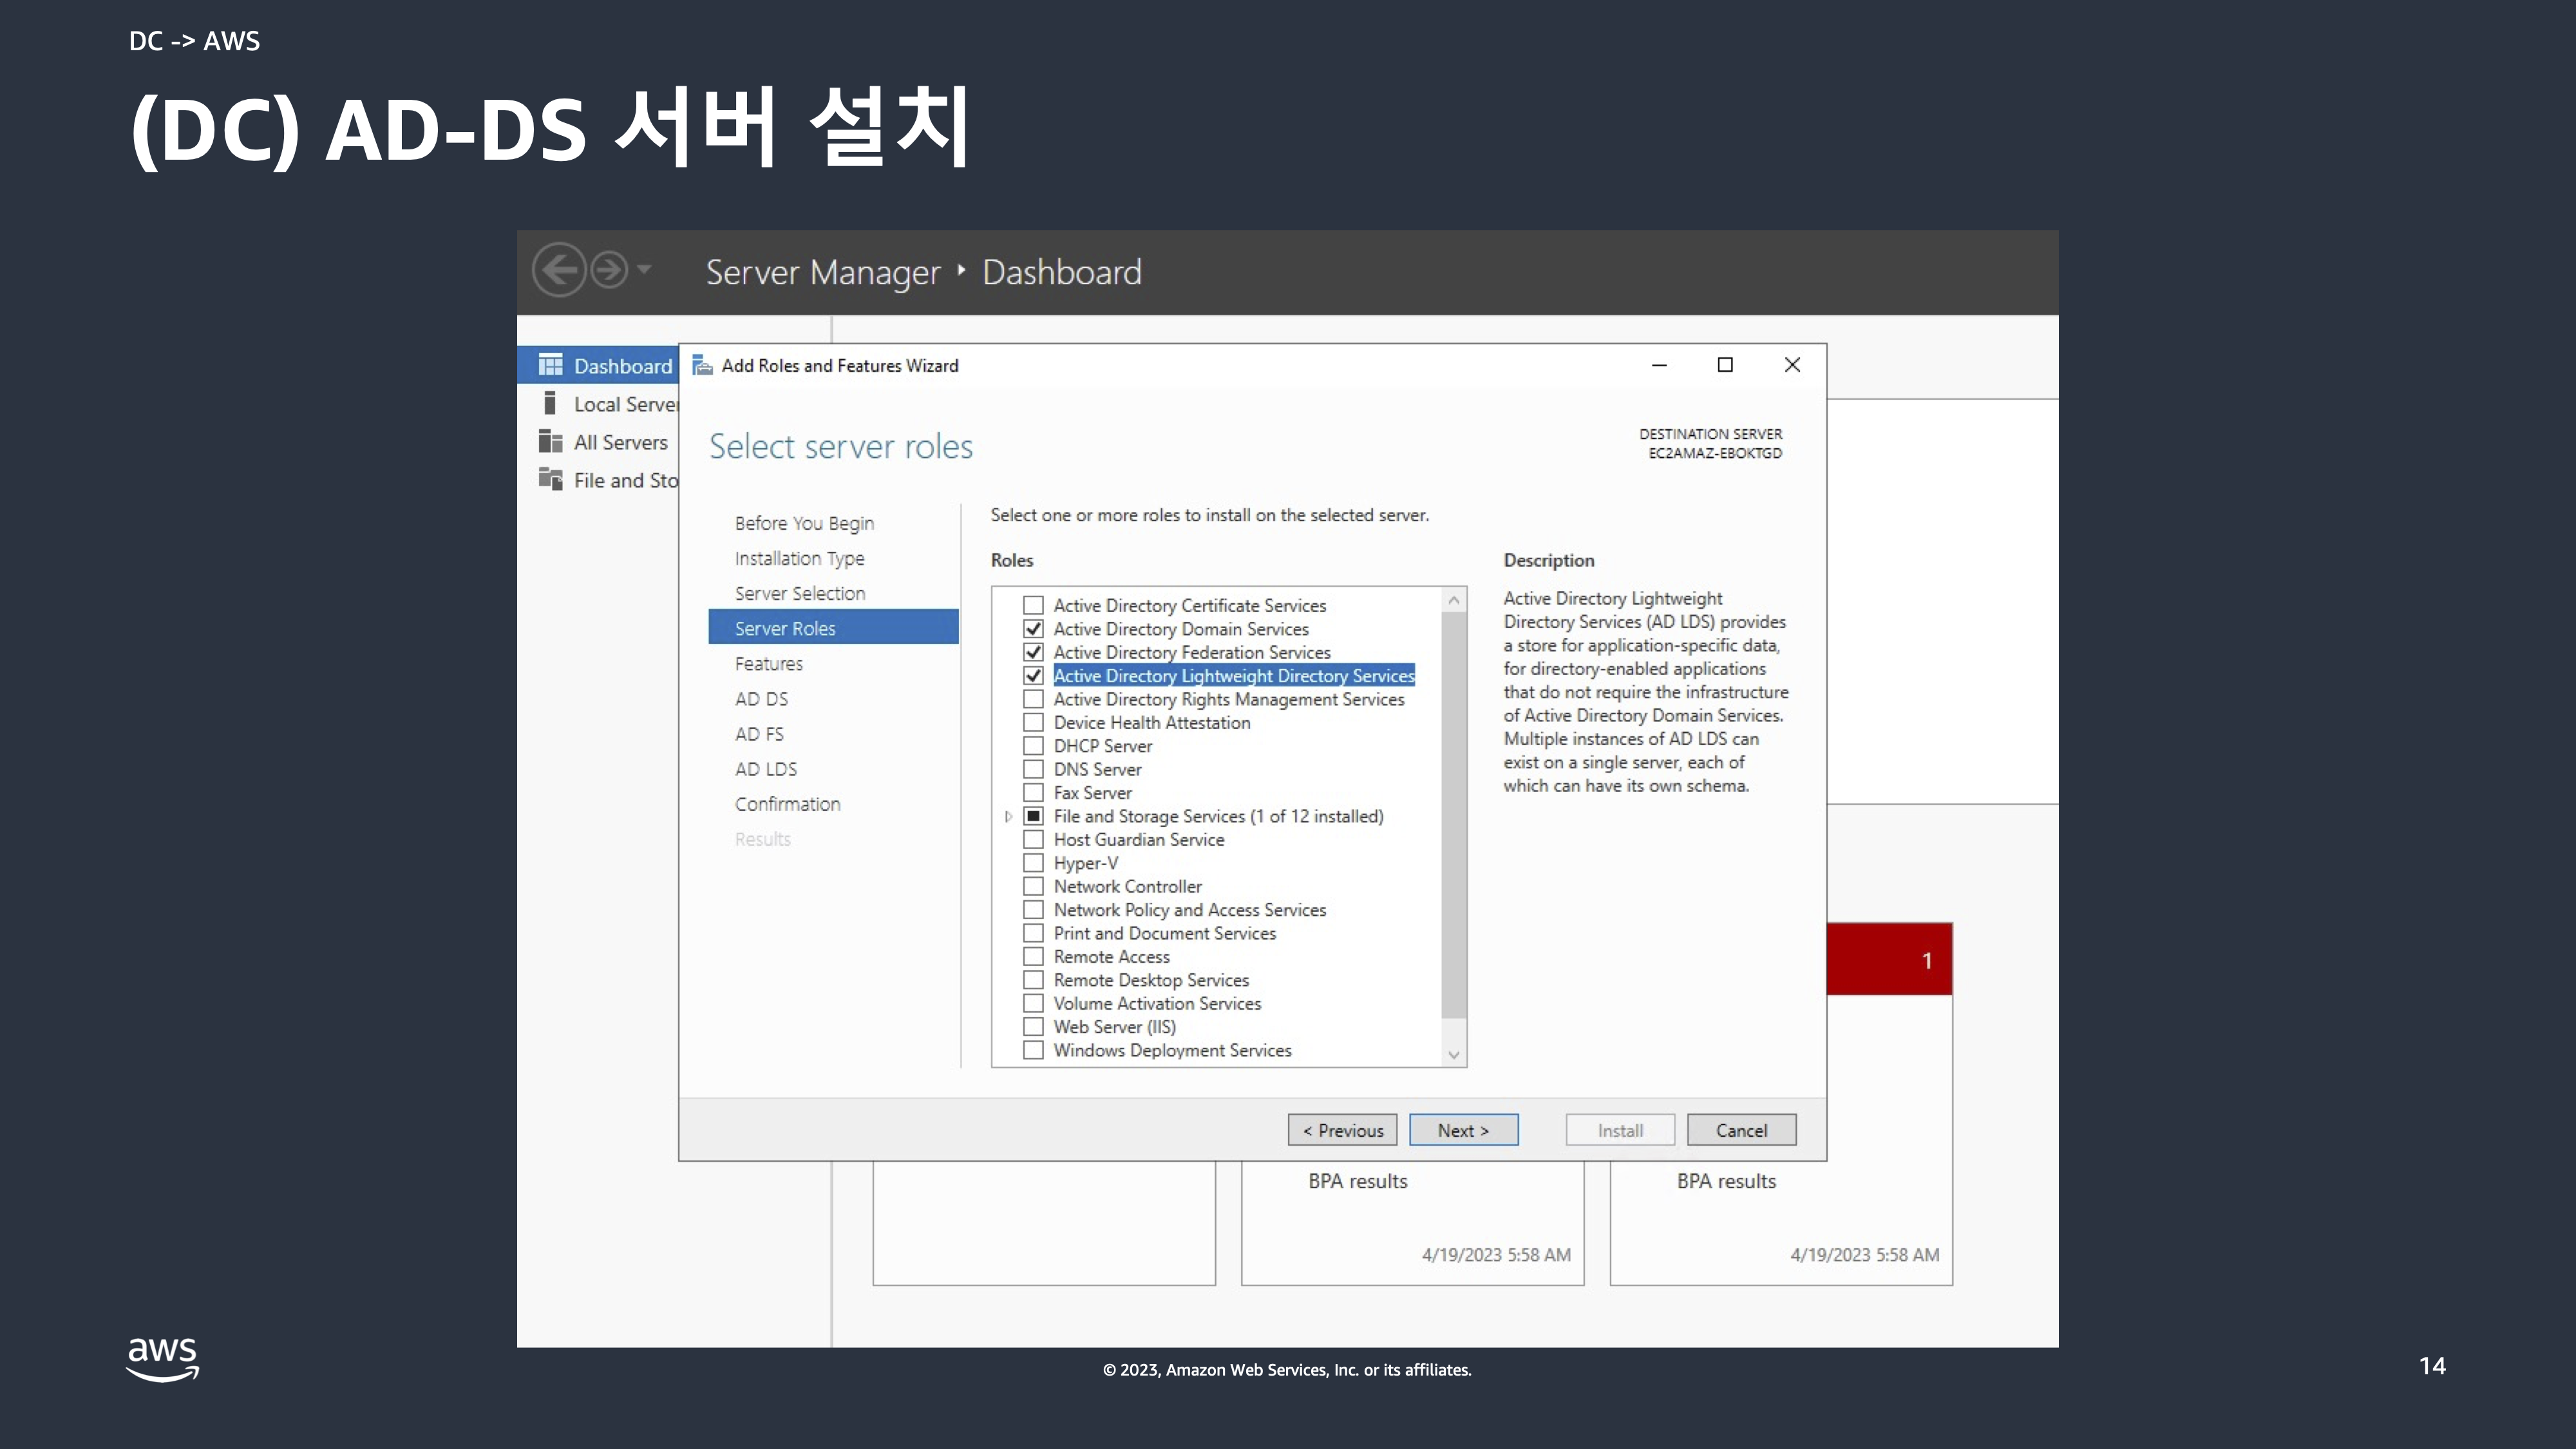 DC -> AWS
(DC) AD-DS 서버 설치
Server Manager ‣ Dashboard
Dashboard
Local Server
All Servers
File and Sto
Add Roles and Features Wizard
Select server roles
DESTINATION SERVER
EC2AMAZ-EBOKTGD
Before You Begin
Installation Type
Server Selection
Server Roles
Features
AD DS
AD FS
AD LDS
Confirmation
Results
Select one or more roles to install on the selected server.
Roles
Active Directory Certificate Services
Active Directory Domain Services
Active Directory Federation Services
Active Directory Lightweight Directory Services
Active Directory Rights Management Services
Device Health Attestation
DHCP Server
DNS Server
Fax Server
File and Storage Services (1 of 12 installed)
Host Guardian Service
Hyper-V
Network Controller
Network Policy and Access Services
Print and Document Services
Remote Access
Remote Desktop Services
Volume Activation Services
Web Server (IIS)
Windows Deployment Services
Description
Active Directory Lightweight
Directory Services (AD LDS) provides
a store for application-specific data,
for directory-enabled applications
that do not require the infrastructure
of Active Directory Domain Services.
Multiple instances of AD LDS can
exist on a single server, each of
which can have its own schema.
< Previous
Next >
Install
Cancel
1
BPA results
4/19/2023 5:58 AM
BPA results
4/19/2023 5:58 AM
aws
© 2023, Amazon Web Services, Inc. or its affiliates.
14